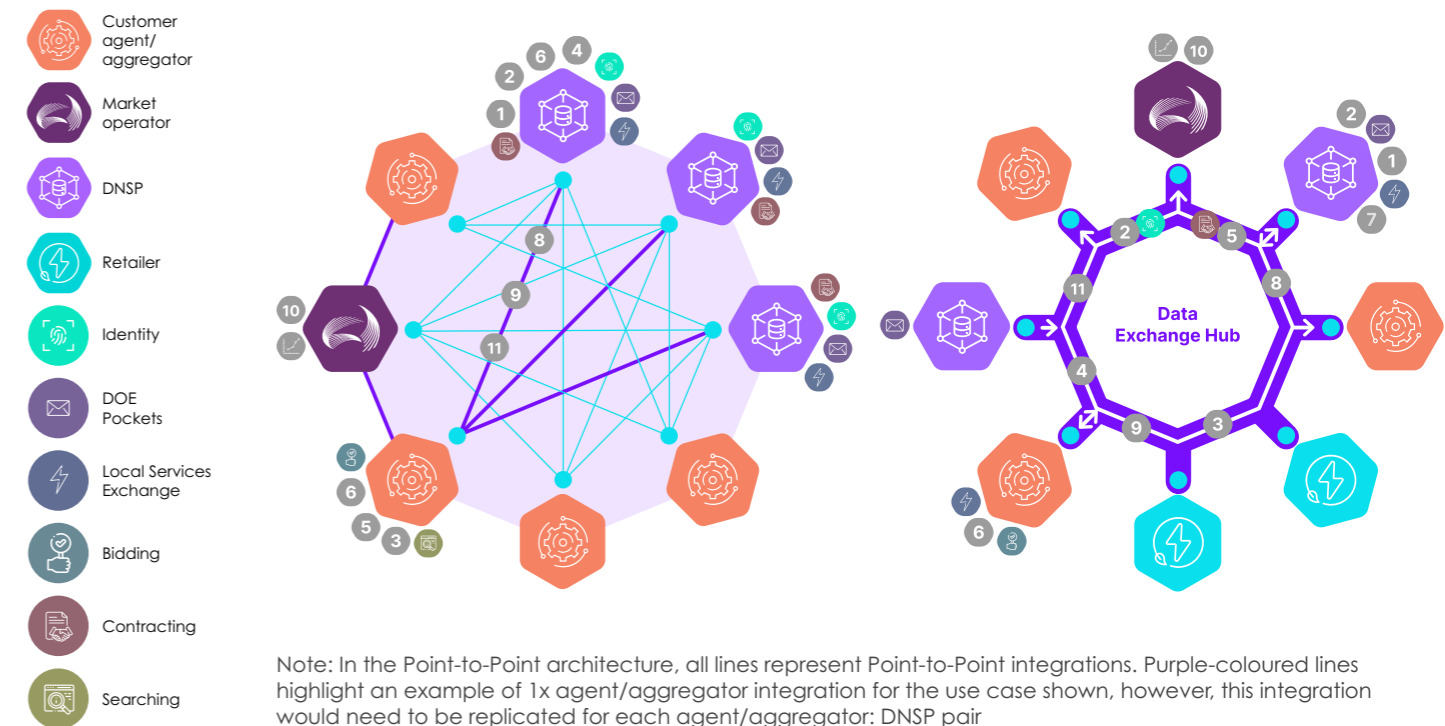 Customer
agent/
aggregator
Market
operator
DNSP
Retailer
Identity
DOE
Pockets
Local Services
Exchange
Bidding
Contracting
Searching
4
6
2
1
8
9
11
10
6
5
3
10
2
1
7
2
5
11
8
Data
Exchange Hub
4
9
3
6
Note: In the Point-to-Point architecture, all lines represent Point-to-Point integrations. Purple-coloured lines
highlight an example of 1x agent/aggregator integration for the use case shown, however, this integration
would need to be replicated for each agent/aggregator: DNSP pair